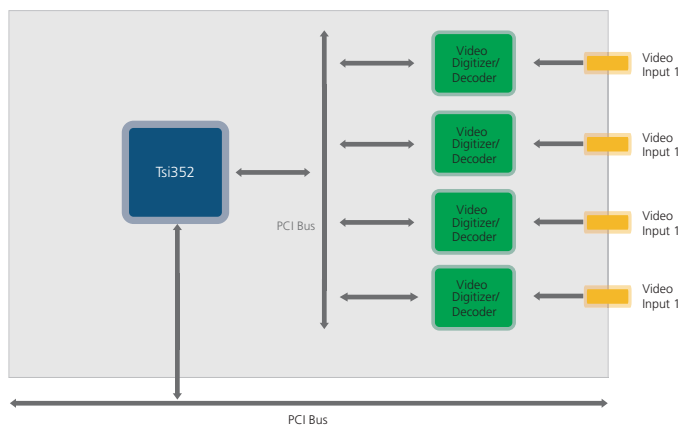 Video
Digitizer/
Decoder
Video
Input 1
Video
Digitizer/
Decoder
Video
Input 1
Tsi352
Video
Digitizer/
Decoder
Video
Input 1
PCI Bus
Video
Digitizer/
Decoder
Video
Input 1
PCI Bus